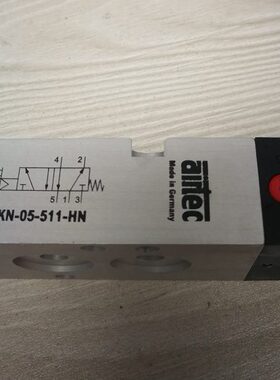 4 2
5 1 3
KN-05-511-HN
airtec
Made in Germany